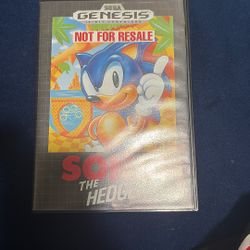 SEGA
GENESIS
NOT FOR RESALE
SO
THE
HEDG